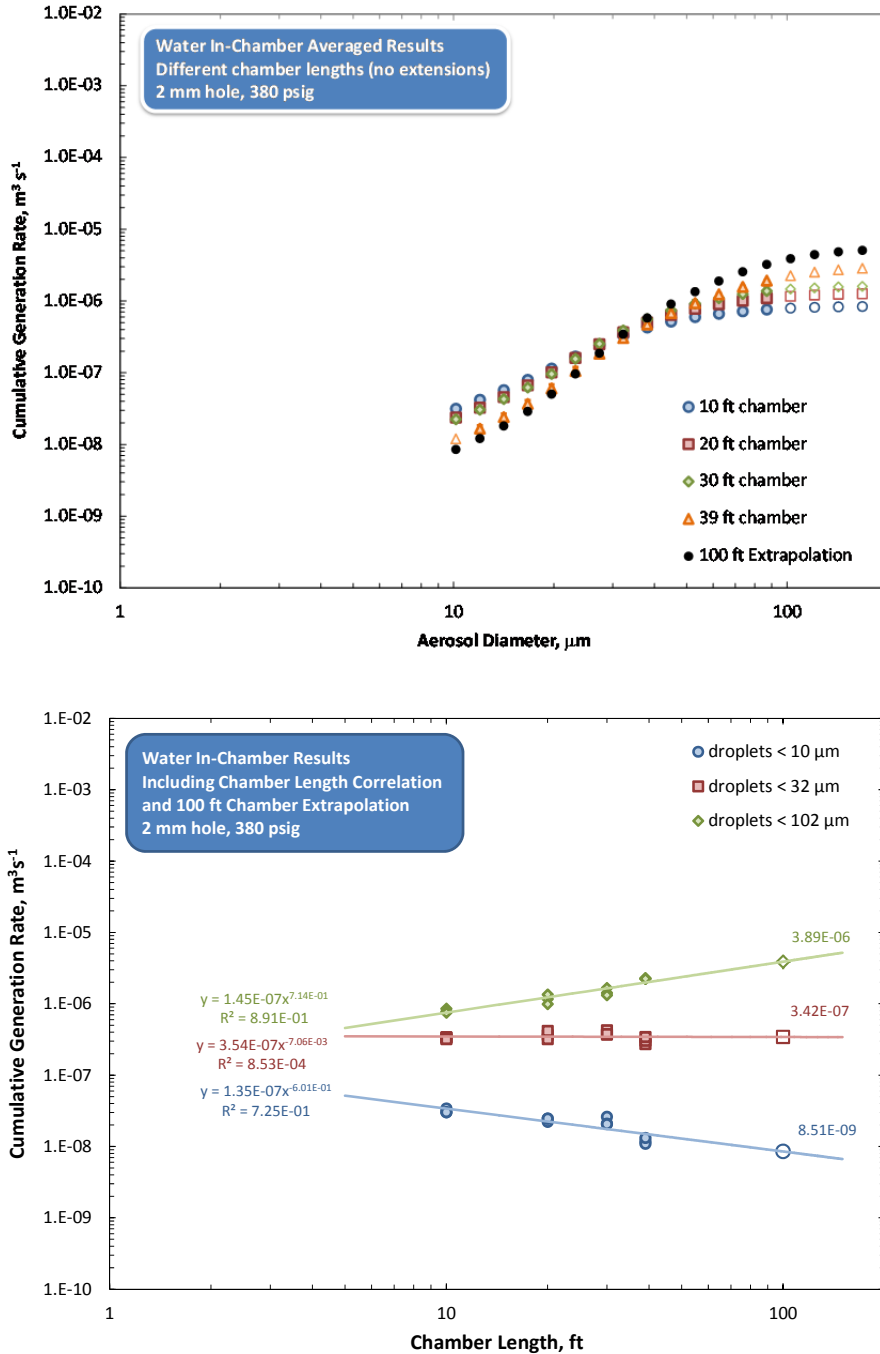 1.0E-02
1.0E-03
1.0E-04
1.0E-05
1.0E-06
1.0E-07
1.0E-08
1.0E-09
1.0E-10
Cumulative Generation Rate, m³ s⁻¹
Water In-Chamber Averaged Results
Different chamber lengths (no extensions)
2 mm hole, 380 psig
10 ft chamber
20 ft chamber
30 ft chamber
39 ft chamber
100 ft Extrapolation
1
10
100
Aerosol Diameter, µm
1.E-02
1.E-03
1.E-04
1.E-05
1.E-06
1.E-07
1.E-08
1.E-09
1.E-10
Cumulative Generation Rate, m³s⁻¹
Water In-Chamber Results
Including Chamber Length Correlation
and 100 ft Chamber Extrapolation
2 mm hole, 380 psig
droplets < 10 µm
droplets < 32 µm
droplets < 102 µm
3.89E-06
3.42E-07
8.51E-09
y = 1.45E-07x^7.14E-01
R² = 8.91E-01
y = 3.54E-07x^-7.06E-03
R² = 8.53E-04
y = 1.35E-07x^-6.01E-01
R² = 7.25E-01
1
10
100
Chamber Length, ft